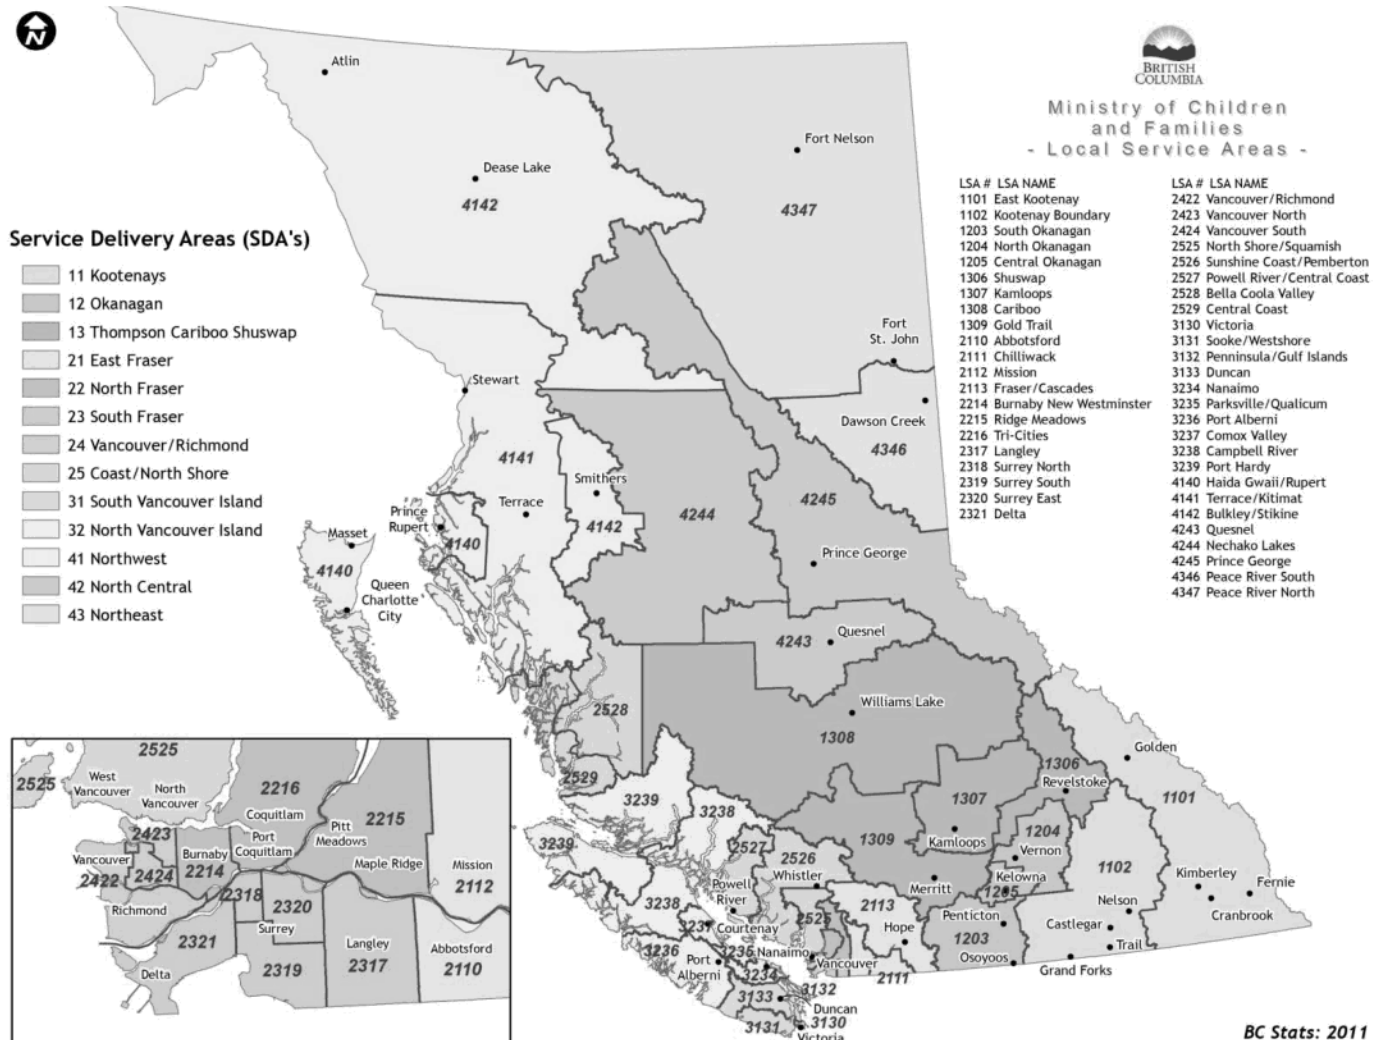 N
BRITISH
COLUMBIA
Ministry of Children
and Families
- Local Service Areas -
LSA # LSA NAME
1101 East Kootenay
1102 Kootenay Boundary
1203 South Okanagan
1204 North Okanagan
1205 Central Okanagan
1306 Shuswap
1307 Kamloops
1308 Cariboo
1309 Gold Trail
2110 Abbotsford
2111 Chilliwack
2112 Mission
2113 Fraser/Cascades
2214 Burnaby New Westminster
2215 Ridge Meadows
2216 Tri-Cities
2317 Langley
2318 Surrey North
2319 Surrey South
2320 Surrey East
2321 Delta
LSA # LSA NAME
2422 Vancouver/Richmond
2423 Vancouver North
2424 Vancouver South
2525 North Shore/Squamish
2526 Sunshine Coast/Pemberton
2527 Powell River/Central Coast
2528 Bella Coola Valley
2529 Central Coast
3130 Victoria
3131 Sooke/Westshore
3132 Penninsula/Gulf Islands
3133 Duncan
3234 Nanaimo
3235 Parksville/Qualicum
3236 Port Alberni
3237 Comox Valley
3238 Campbell River
3239 Port Hardy
4140 Haida Gwaii/Rupert
4141 Terrace/Kitimat
4142 Bulkley/Stikine
4243 Quesnel
4244 Nechako Lakes
4245 Prince George
4346 Peace River South
4347 Peace River North
Service Delivery Areas (SDA's)
11 Kootenays
12 Okanagan
13 Thompson Cariboo Shuswap
21 East Fraser
22 North Fraser
23 South Fraser
24 Vancouver/Richmond
25 Coast/North Shore
31 South Vancouver Island
32 North Vancouver Island
41 Northwest
42 North Central
43 Northeast
Atlin
Dease Lake
4142
Fort Nelson
4347
Fort
St. John
Dawson Creek
4346
Stewart
4141
Terrace
Smithers
4142
4244
4245
Prince George
Prince
Rupert
4140
Masset
4140
Queen
Charlotte
City
4243
Quesnel
Williams Lake
1308
2528
2529
3239
3238
3239
3238
2527
2526
Whistler
Powell
River
3237
Courtenay
2525
3236
3235
Nanaimo
Port
Alberni
3234
3133
3132
Duncan
3131
3130
Victoria
Vancouver
2113
Hope
2111
1309
Merritt
1307
Kamloops
1306
Revelstoke
1204
Vernon
Kelowna
1205
Penticton
1203
Osoyoos
1102
Nelson
Castlegar
Trail
Grand Forks
Golden
1101
Kimberley
Fernie
Cranbrook
2525
2525
West
Vancouver
North
Vancouver
2216
Coquitlam
Port
Coquitlam
Pitt
Meadows
2215
Maple Ridge
Mission
2112
2423
Vancouver
2422
2424
Burnaby
2214
Richmond
2318
2320
Surrey
2321
Delta
2319
Langley
2317
Abbotsford
2110
BC Stats: 2011